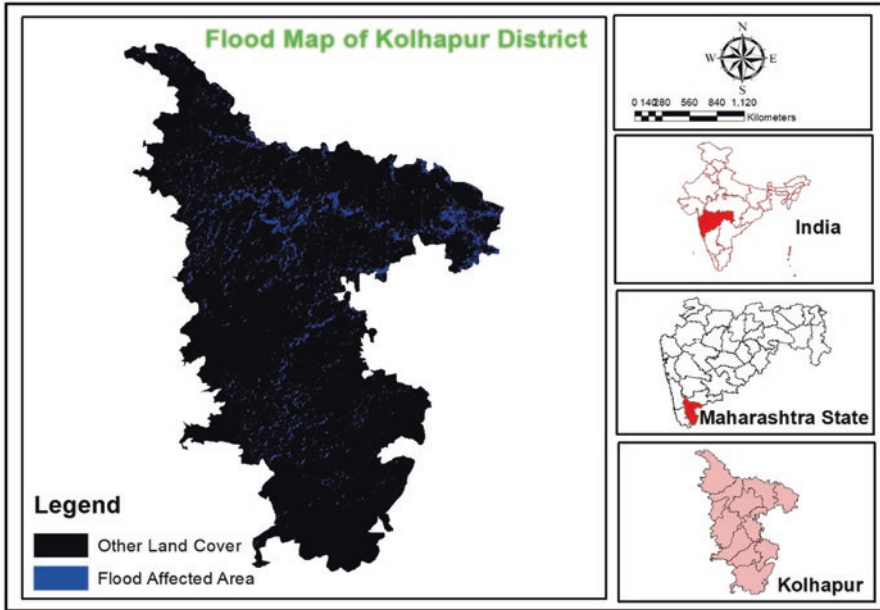 Flood Map of Kolhapur District
Legend
Other Land Cover
Flood Affected Area
N
W E
S
0 140280 560 840 1,120
Kilometers
India
Maharashtra State
Kolhapur